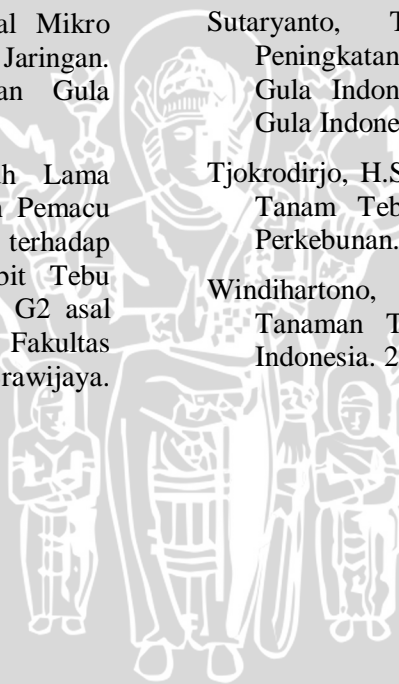 al Mikro
Jaringan.
an Gula
h Lama
Pemacu
terhadap
bit Tebu
G2 asal
Fakultas
rawijaya.
Sutaryanto, T
Peningkatan
Gula Indon
Gula Indone
Tjokrodirjo, H.S
Tanam Teb
Perkebunan.
Windihartono,
Tanaman T
Indonesia. 2